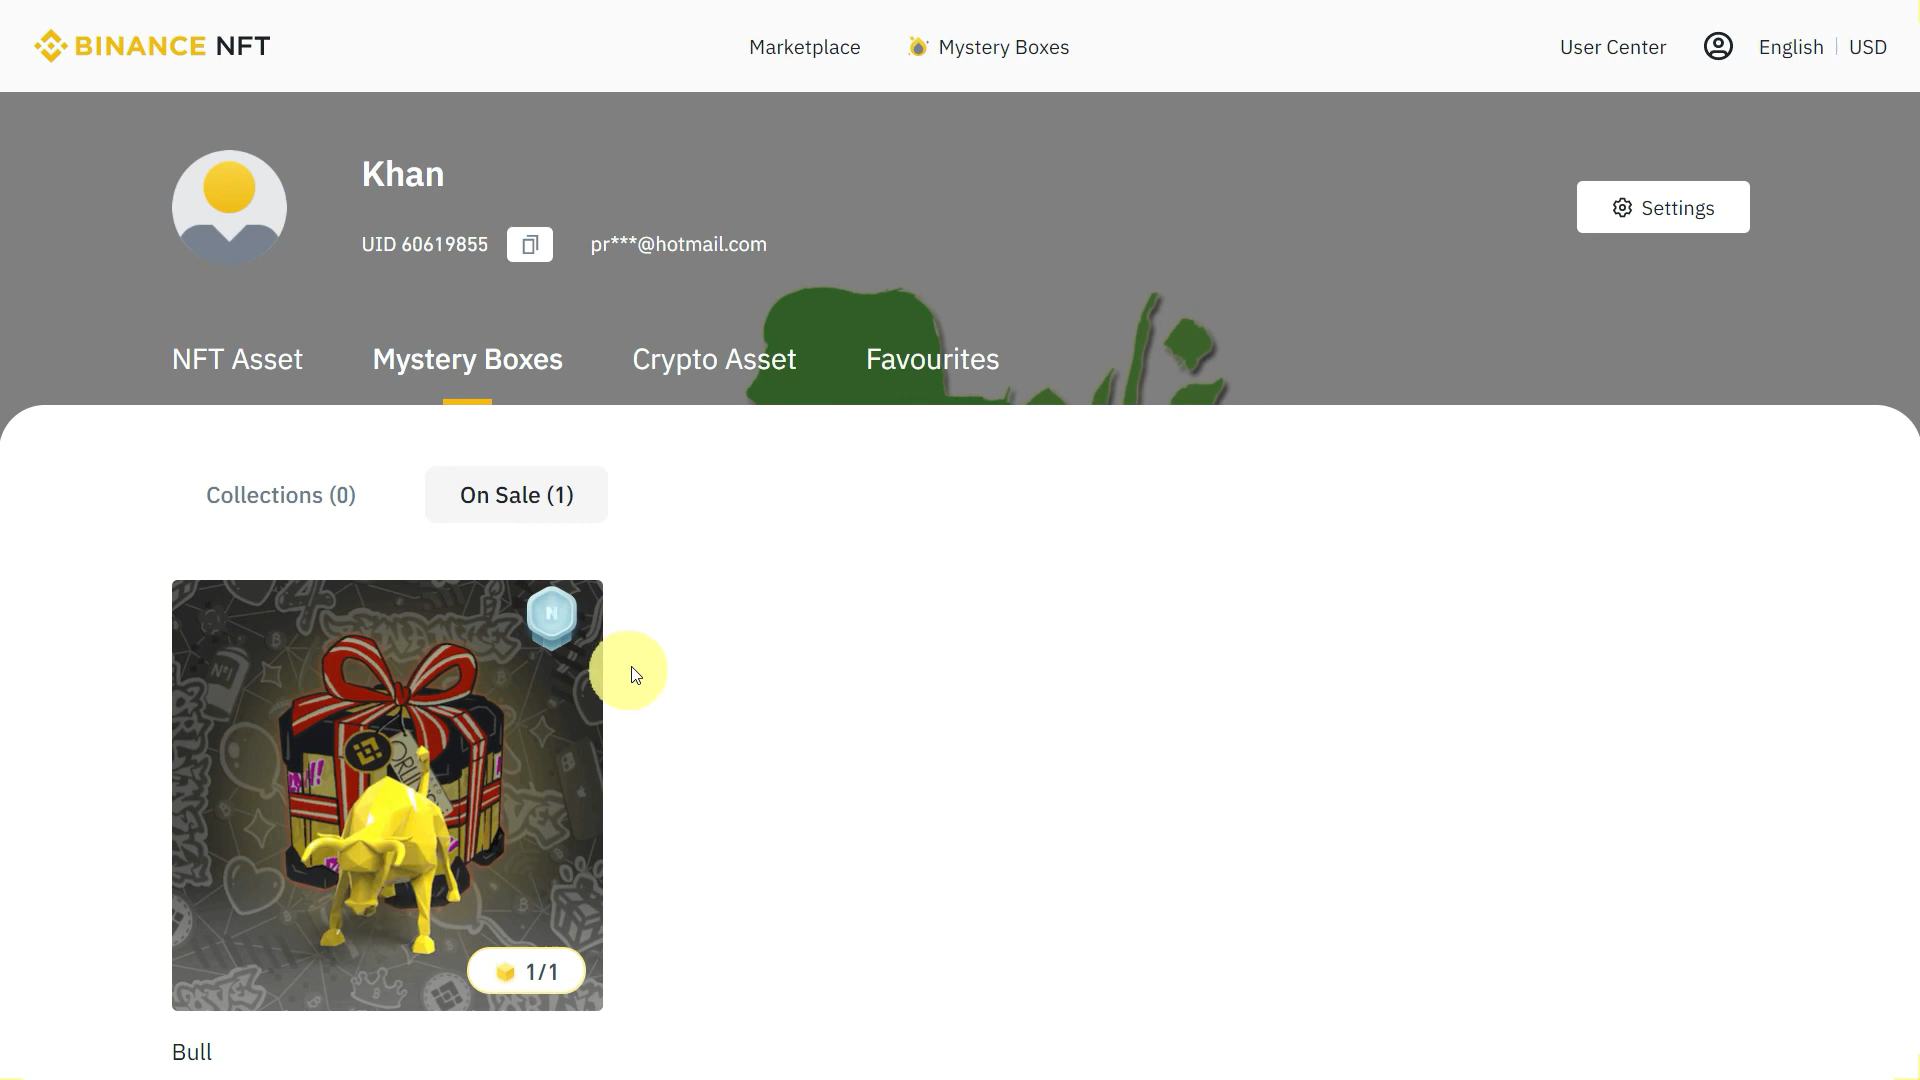 BINANCE NFT
Marketplace
Mystery Boxes
User Center
English
USD
Khan
UID 60619855
pr***@hotmail.com
Settings
NFT Asset
Mystery Boxes
Crypto Asset
Favourites
Collections (0)
On Sale (1)
N
1/1
Bull